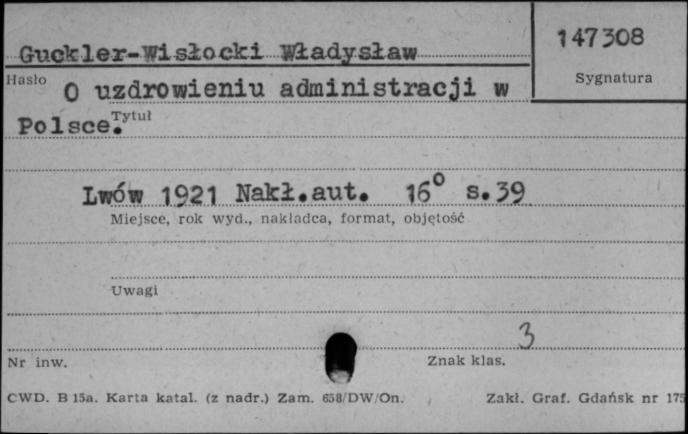 147308
Guckler-Wisłocki Władysław
Hasło
Sygnatura
O uzdrowieniu administracji w
Tytuł
Polsce.
Lwów 1921 Nakł.aut. 16° s.39
Miejsce, rok wyd., nakładca, format, objętość
Uwagi
3
Nr inw.
Znak klas.
CWD. B 15a. Karta katal. (z nadr.) Zam. 658/DW/On.
Zakł. Graf. Gdańsk nr 175